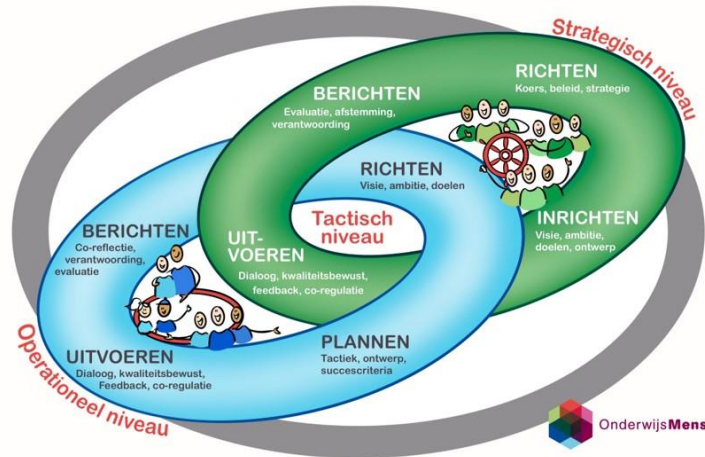 Strategisch niveau
RICHTEN
Koers, beleid, strategie
BERICHTEN
Evaluatie, afstemming,
verantwoording
RICHTEN
Visie, ambitie, doelen
INRICHTEN
Visie, ambitie,
doelen, ontwerp
Tactisch
niveau
UIT-
VOEREN
Dialoog, kwaliteitsbewust,
feedback, co-regulatie
BERICHTEN
Co-reflectie,
verantwoording,
evaluatie
PLANNEN
Tactiek, ontwerp,
succescriteria
UITVOEREN
Dialoog, kwaliteitsbewust,
Feedback, co-regulatie
Operationeel niveau
OnderwijsMens